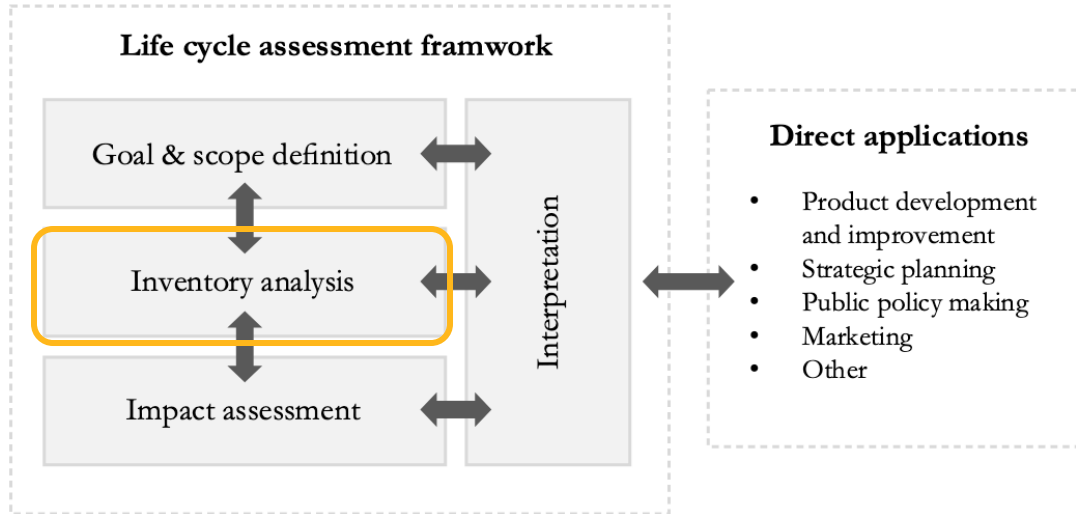 Life cycle assessment framwork
Goal & scope definition
Inventory analysis
Impact assessment
Interpretation
Direct applications
• Product development
and improvement
• Strategic planning
• Public policy making
• Marketing
• Other